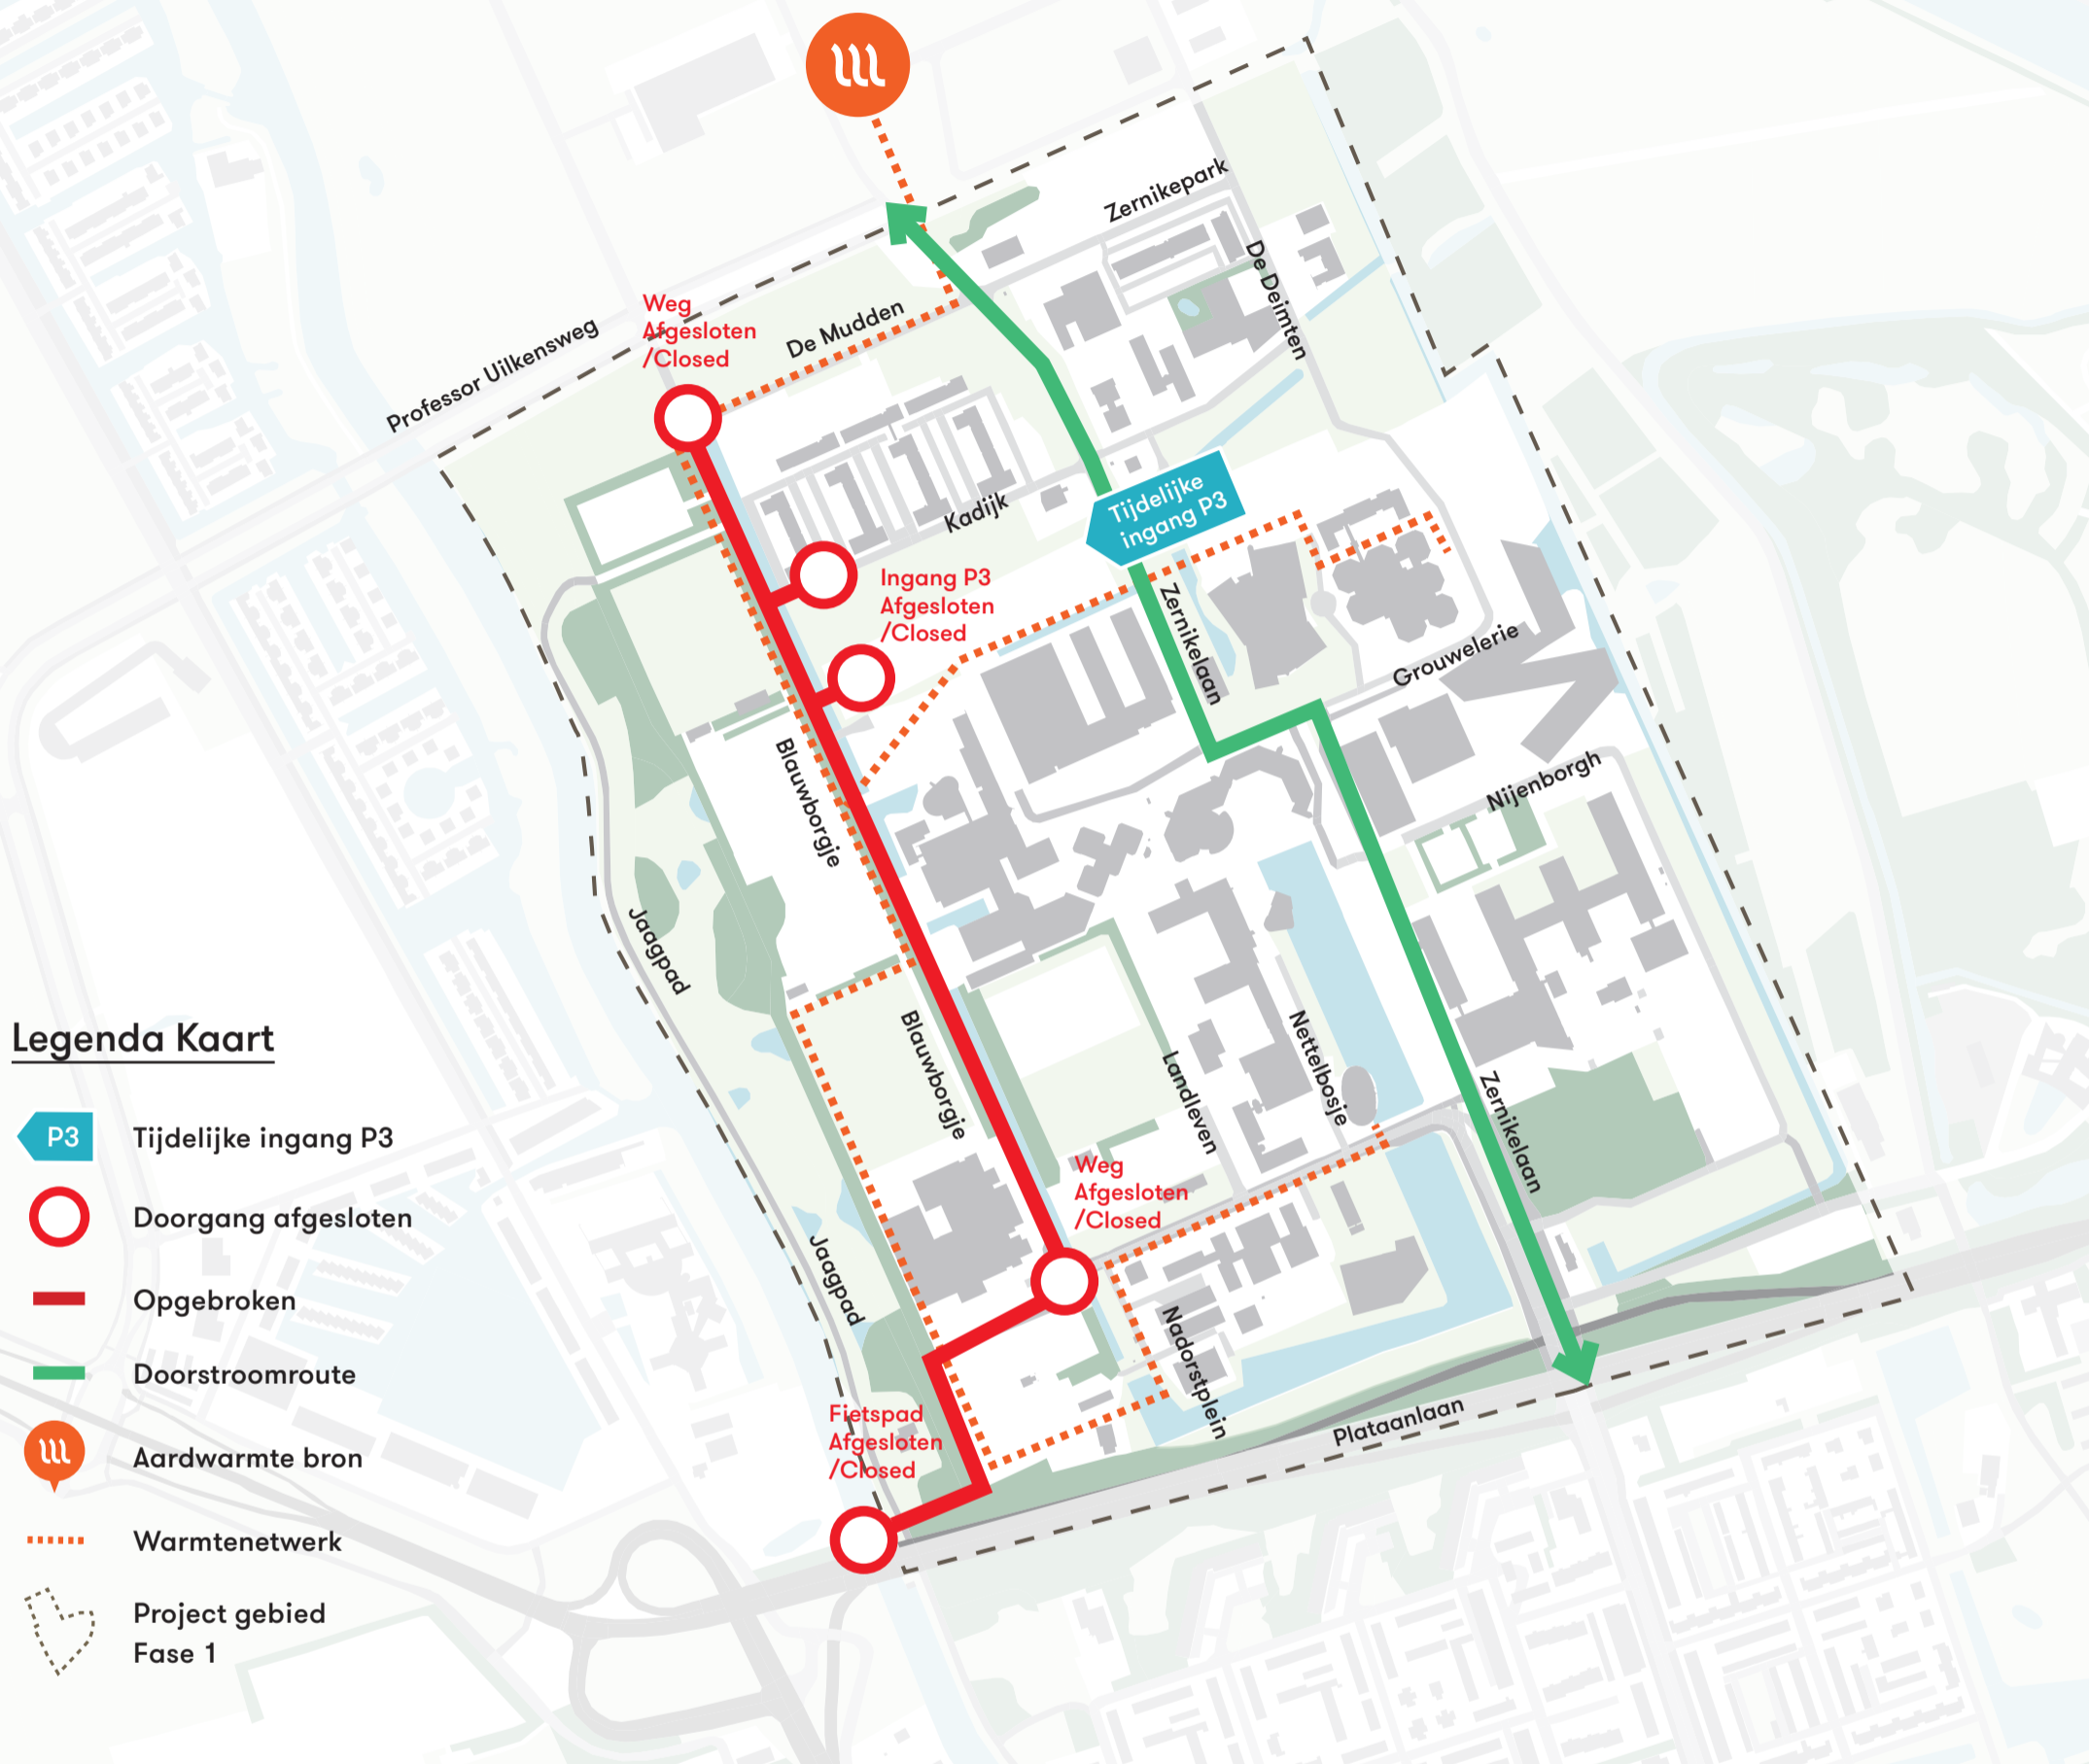 Zernikepark
De Deimten
Weg
Afgesloten
/Closed
De Mudden
Professor Uilkensweg
Kadijk
Tijdelijke
ingang P3
Ingang P3
Afgesloten
/Closed
Zernikelaan
Grouwelerie
Blauwborgje
Nijenborgh
Jaagpad
Blauwborgje
Nettelbosje
Landleven
Zernikelaan
Weg
Afgesloten
/Closed
Jaagpad
Nadorstplein
Fietspad
Afgesloten
/Closed
Plataanlaan
Legenda Kaart
P3
Tijdelijke ingang P3
Doorgang afgesloten
Opgebroken
Doorstroomroute
Aardwarmte bron
Warmtenetwerk
Project gebied
Fase 1